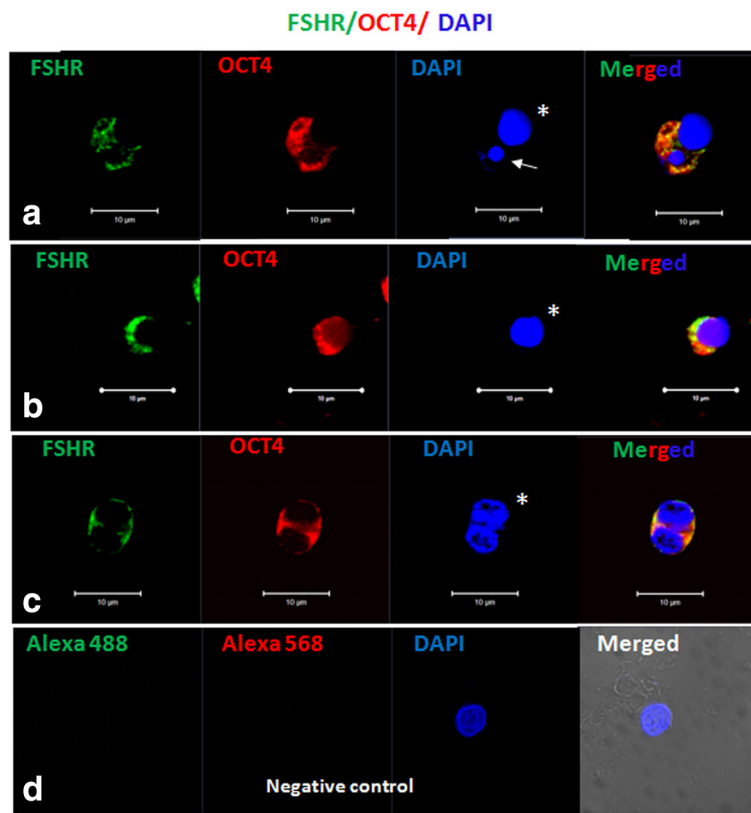 FSHR/OCT4/ DAPI
FSHR OCT4 DAPI Merged
*
10 µm 10 µm 10 µm 10 µm
a
FSHR OCT4 DAPI Merged
*
10 µm 10 µm 10 µm 10 µm
b
FSHR OCT4 DAPI Merged
*
10 µm 10 µm 10 µm 10 µm
c
Alexa 488 Alexa 568 DAPI Merged
Negative control
d